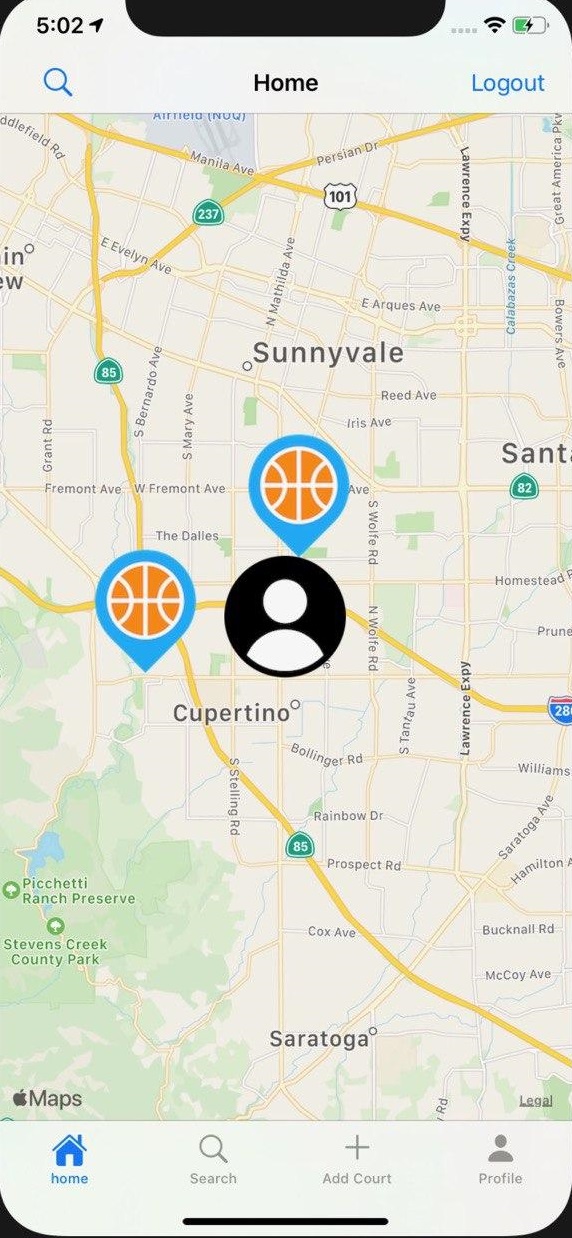 5:02
Home
Logout
Airfield (NUQ)
ddlefield Rd
Manila Ave
Persian Dr
Great America Pkw
Lawrence Expy
101
237
E Evelyn Ave
ain
ew
N Mathilda Ave
Calabazas Creek
E Arques Ave
Bowers Ave
Sunnyvale
85
S Bernardo Ave
S Mary Ave
Reed Ave
Grant Rd
Iris Ave
Santa
Fremont Ave
W Fremont Ave
Ave
82
S Wolfe Rd
The Dalles
Homestead R
N Wolfe Rd
Prune
Lawrence Expy
S Tantau Ave
Cupertino
280
Bollinger Rd
S Stelling Rd
Williams
Rainbow Dr
Saratoga Ave
85
Prospect Rd
Hamilton A
Picchetti
Ranch Preserve
Stevens Creek
County Park
Cox Ave
Bucknall Rd
McCoy Ave
Saratoga
Maps
Rd
Legal
home
Search
Add Court
Profile